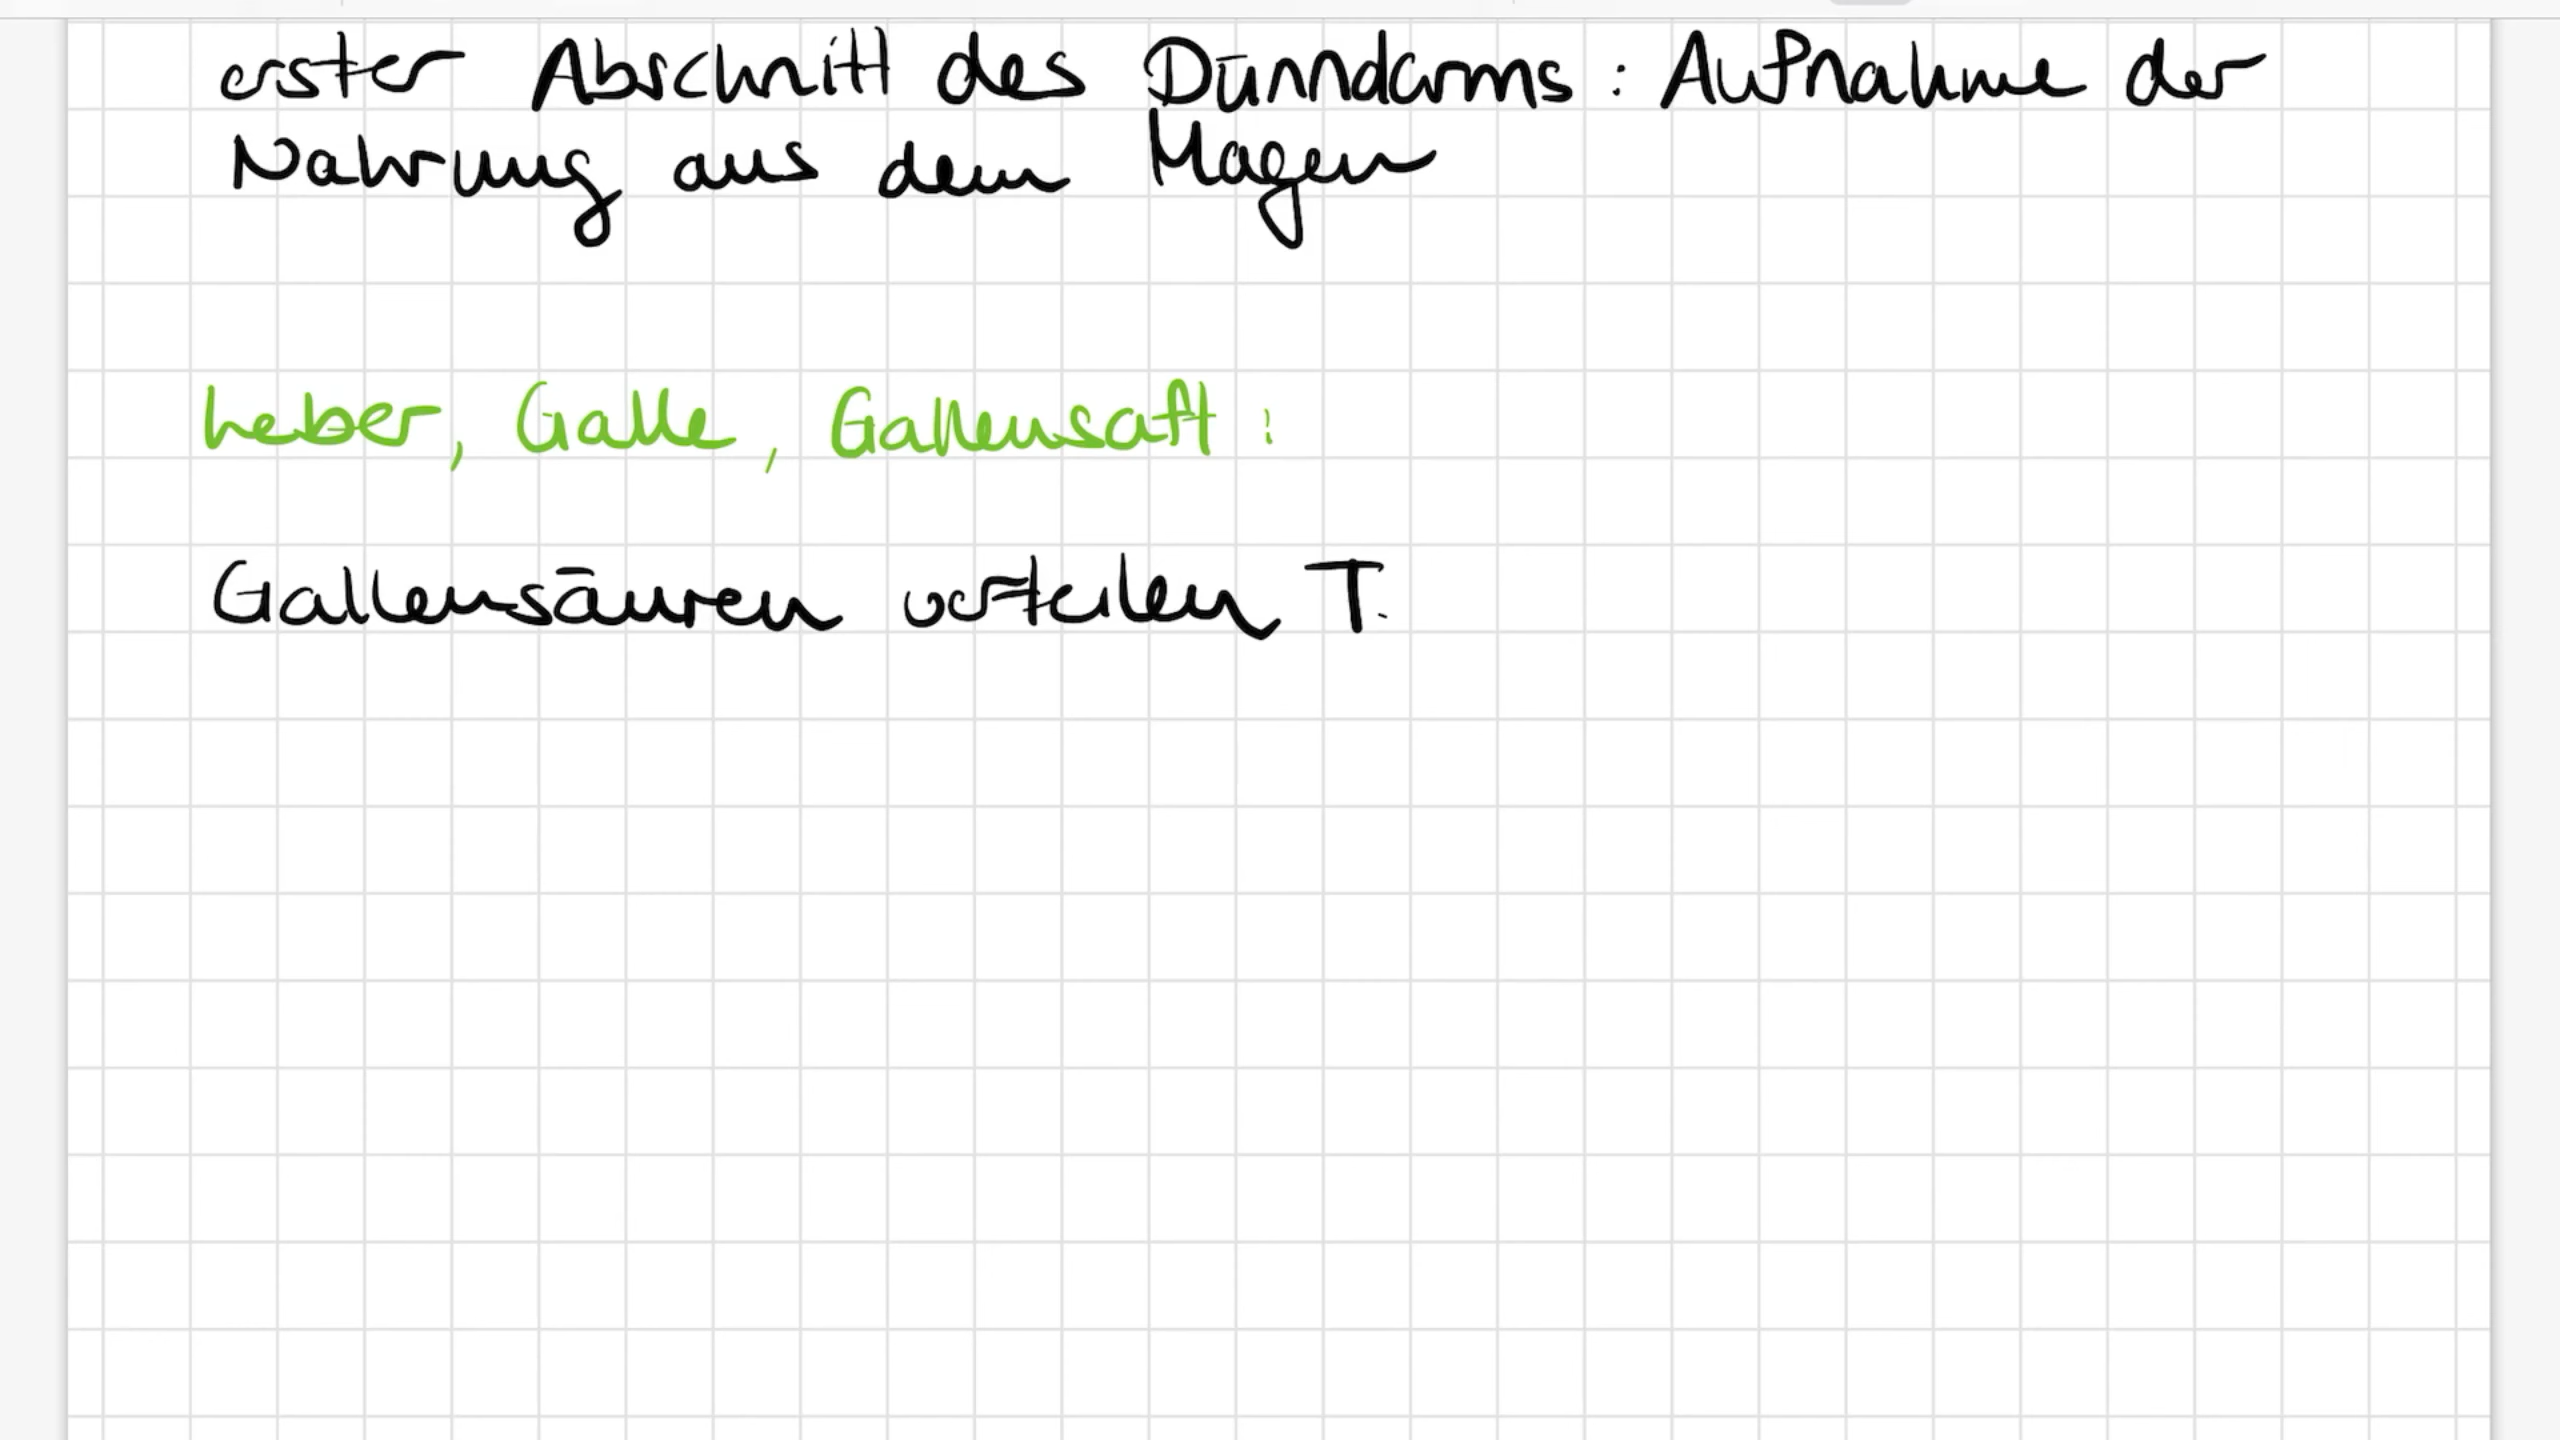 erster Abschnitt des Dünndarms : Aufnahme der
Nahrung aus dem Magen
Leber, Galle, Gallensaft :
Gallensäuren verteilen T.